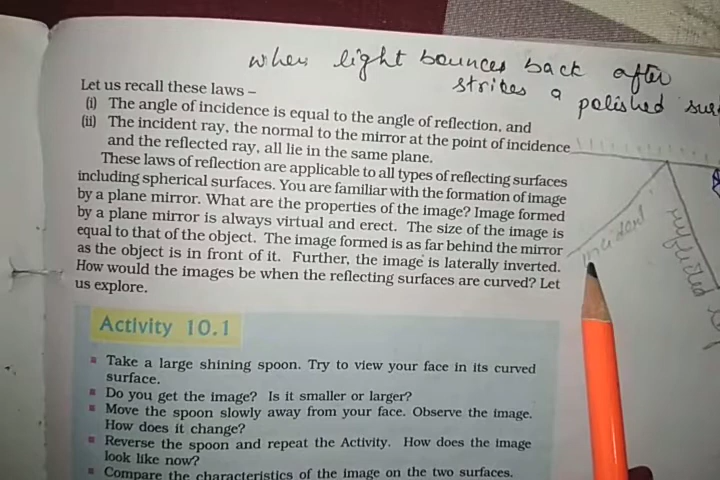 when light bounces back after
strikes a polished
Let us recall these laws –
(i) The angle of incidence is equal to the angle of reflection, and
(ii) The incident ray, the normal to the mirror at the point of incidence
and the reflected ray, all lie in the same plane.
These laws of reflection are applicable to all types of reflecting surfaces
including spherical surfaces. You are familiar with the formation of image
by a plane mirror. What are the properties of the image? Image formed
by a plane mirror is always virtual and erect. The size of the image is
equal to that of the object. The image formed is as far behind the mirror
as the object is in front of it. Further, the image is laterally inverted.
How would the images be when the reflecting surfaces are curved? Let
us explore.
incident
reflected
Activity 10.1
Take a large shining spoon. Try to view your face in its curved
surface.
Do you get the image? Is it smaller or larger?
Move the spoon slowly away from your face. Observe the image.
How does it change?
Reverse the spoon and repeat the Activity. How does the image
look like now?
Compare the characteristics of the image on the two surfaces.